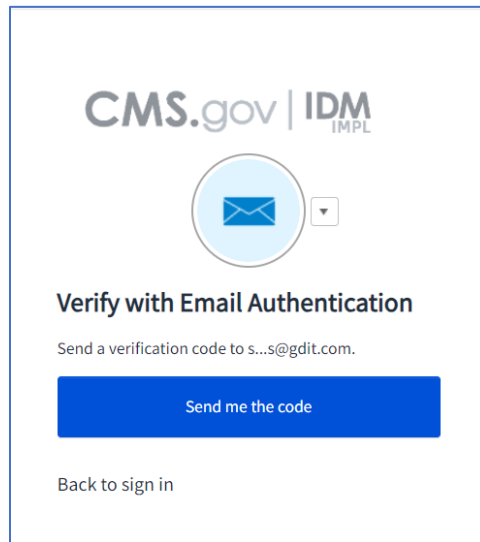 CMS.gov | IDM
IMPL
Verify with Email Authentication
Send a verification code to s...s@gdit.com.
Send me the code
Back to sign in